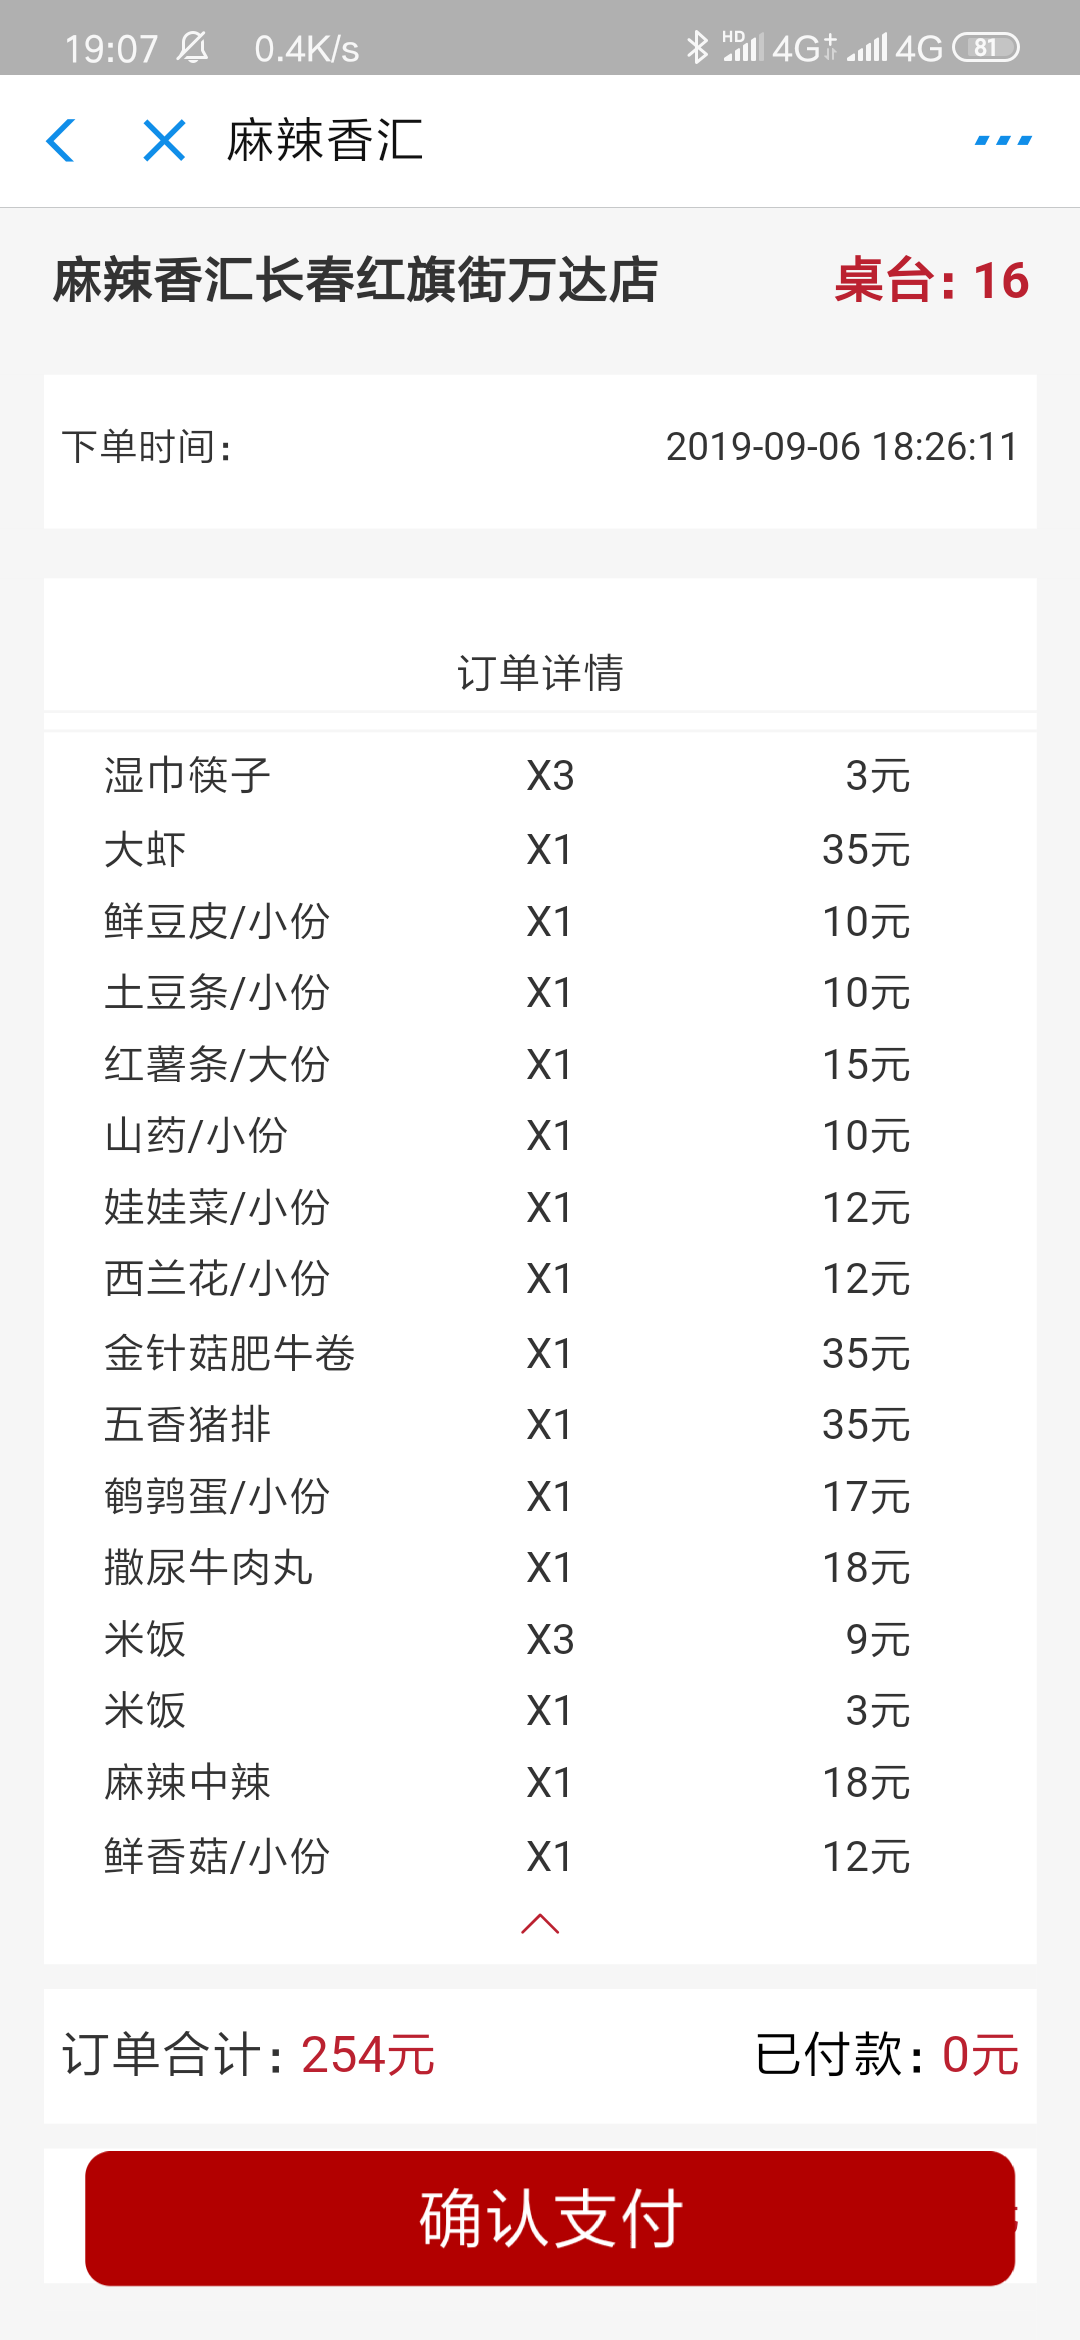 19:07 0.4K/s HD 4G+ 4G 81
麻辣香汇
麻辣香汇长春红旗街万达店 桌台：16
下单时间： 2019-09-06 18:26:11
订单详情
湿巾筷子 X3 3元
大虾 X1 35元
鲜豆皮/小份 X1 10元
土豆条/小份 X1 10元
红薯条/大份 X1 15元
山药/小份 X1 10元
娃娃菜/小份 X1 12元
西兰花/小份 X1 12元
金针菇肥牛卷 X1 35元
五香猪排 X1 35元
鹌鹑蛋/小份 X1 17元
撒尿牛肉丸 X1 18元
米饭 X3 9元
米饭 X1 3元
麻辣中辣 X1 18元
鲜香菇/小份 X1 12元
订单合计：254元 已付款：0元
确认支付